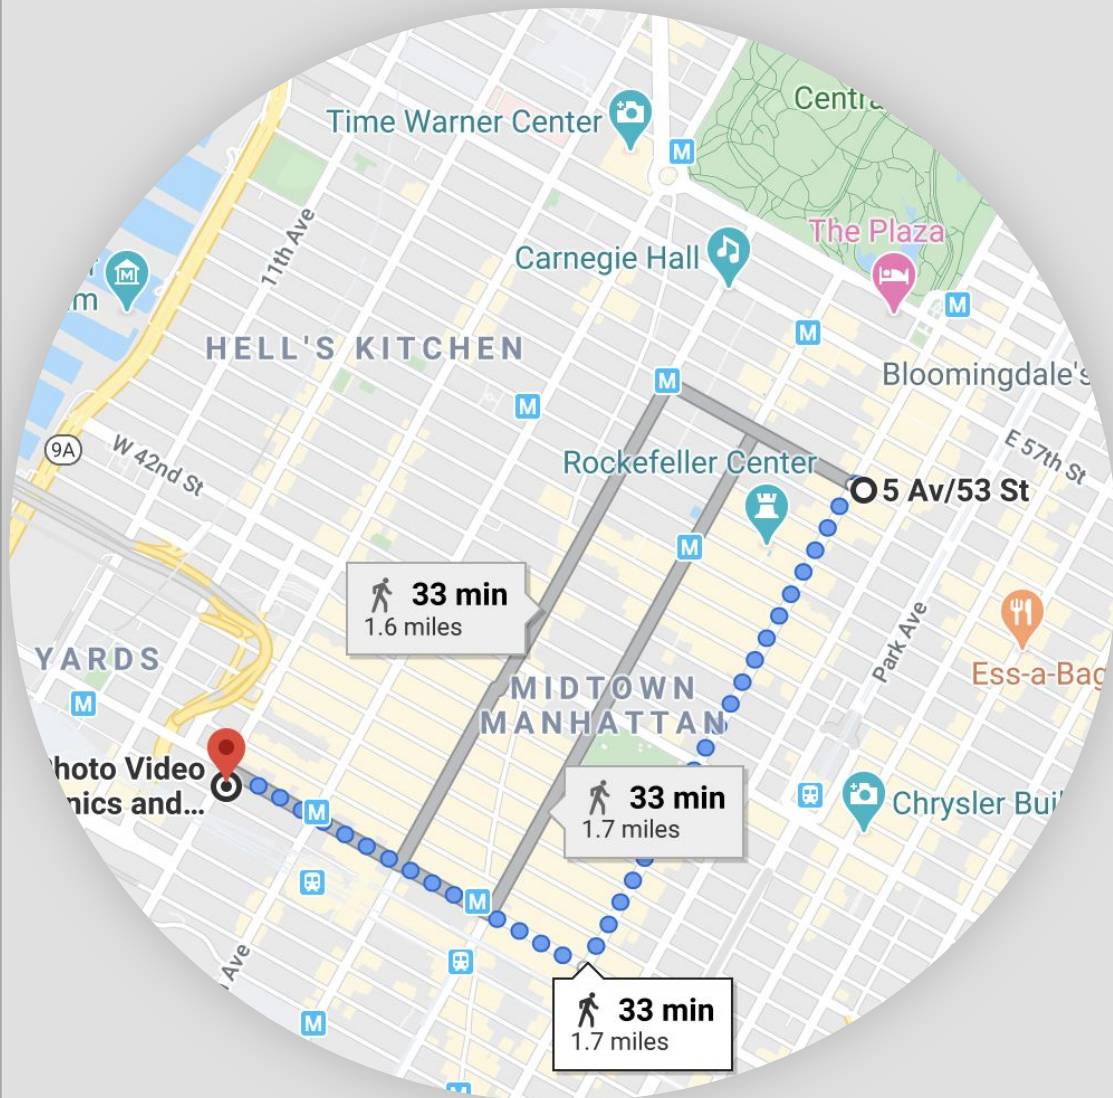 Centra
Time Warner Center
M
The Plaza
11th Ave
Carnegie Hall
m
M
M
HELL'S KITCHEN
Bloomingdale's
M
M
9A
W 42nd St
E 57th St
Rockefeller Center
5 Av/53 St
M
33 min
1.6 miles
Park Ave
YARDS
Ess-a-Bag
MIDTOWN
MANHATTAN
M
hoto Video
nics and...
33 min
1.7 miles
M
Chrysler Buil
M
Ave
33 min
1.7 miles
M
M